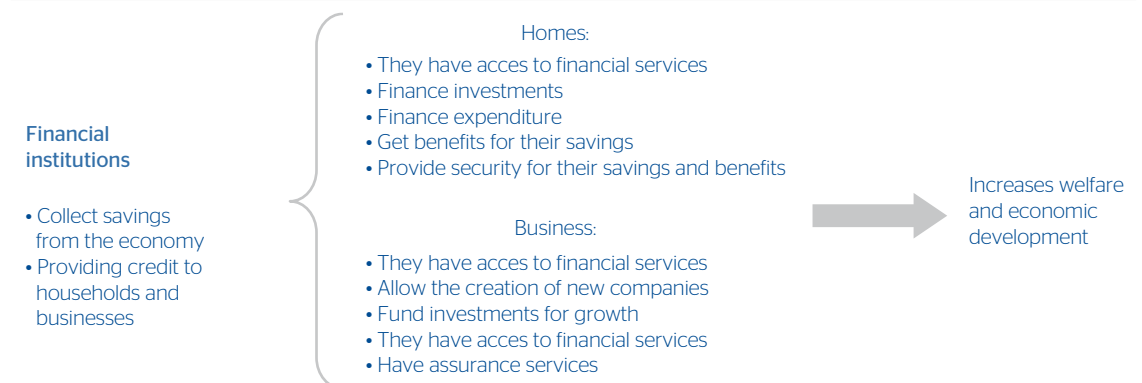 Financial
institutions
• Collect savings
from the economy
• Providing credit to
households and
businesses
Homes:
• They have acces to financial services
• Finance investments
• Finance expenditure
• Get benefits for their savings
• Provide security for their savings and benefits
Business:
• They have acces to financial services
• Allow the creation of new companies
• Fund investments for growth
• They have acces to financial services
• Have assurance services
Increases welfare
and economic
development